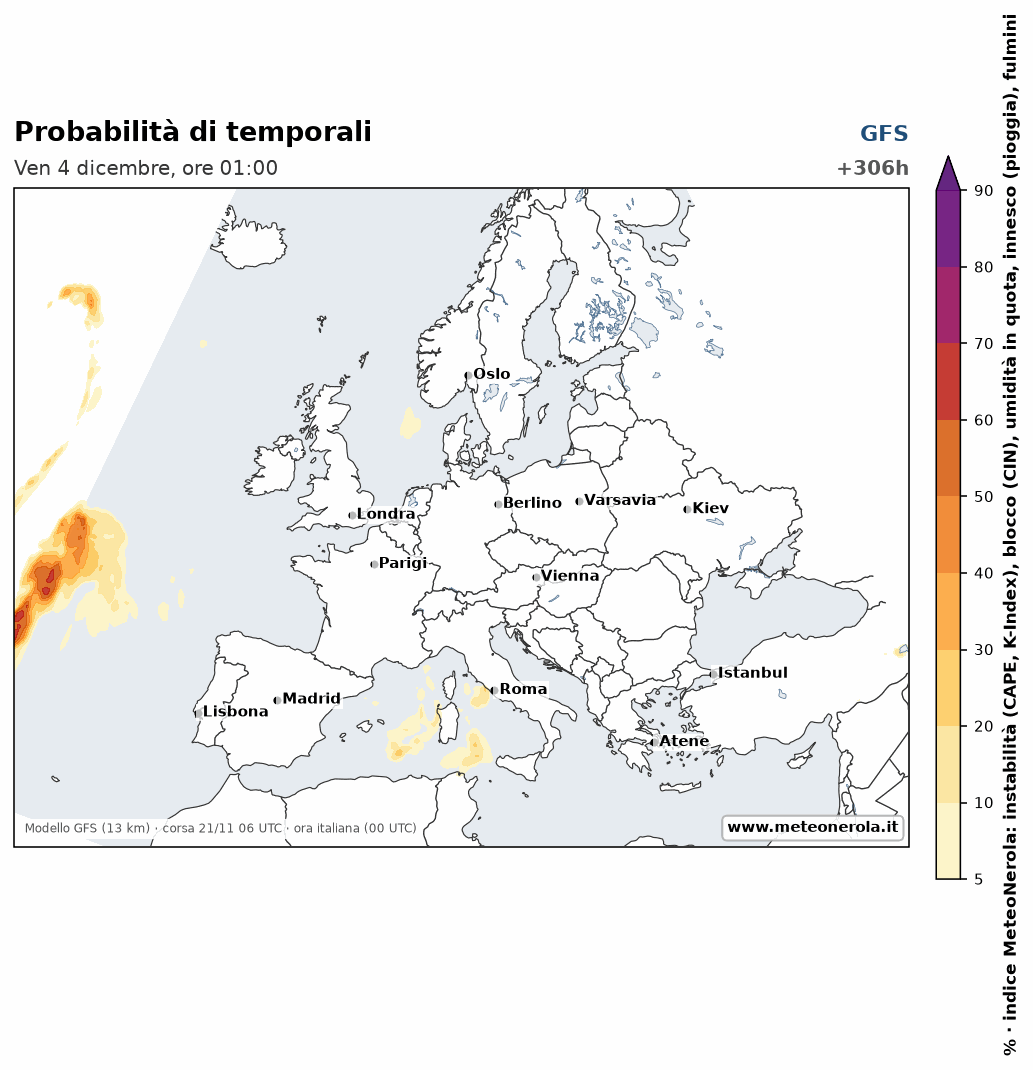 Probabilità di temporali
GFS
Ven 4 dicembre, ore 01:00
+306h
Oslo
Berlino
Varsavia
Kiev
Londra
Parigi
Vienna
Istanbul
Roma
Madrid
Lisbona
Atene
Modello GFS (13 km) · corsa 21/11 06 UTC · ora italiana (00 UTC)
www.meteonerola.it
90
80
70
60
50
40
30
20
10
5
% · indice MeteoNerola: instabilità (CAPE, K-Index), blocco (CIN), umidità in quota, innesco (pioggia), fulmini